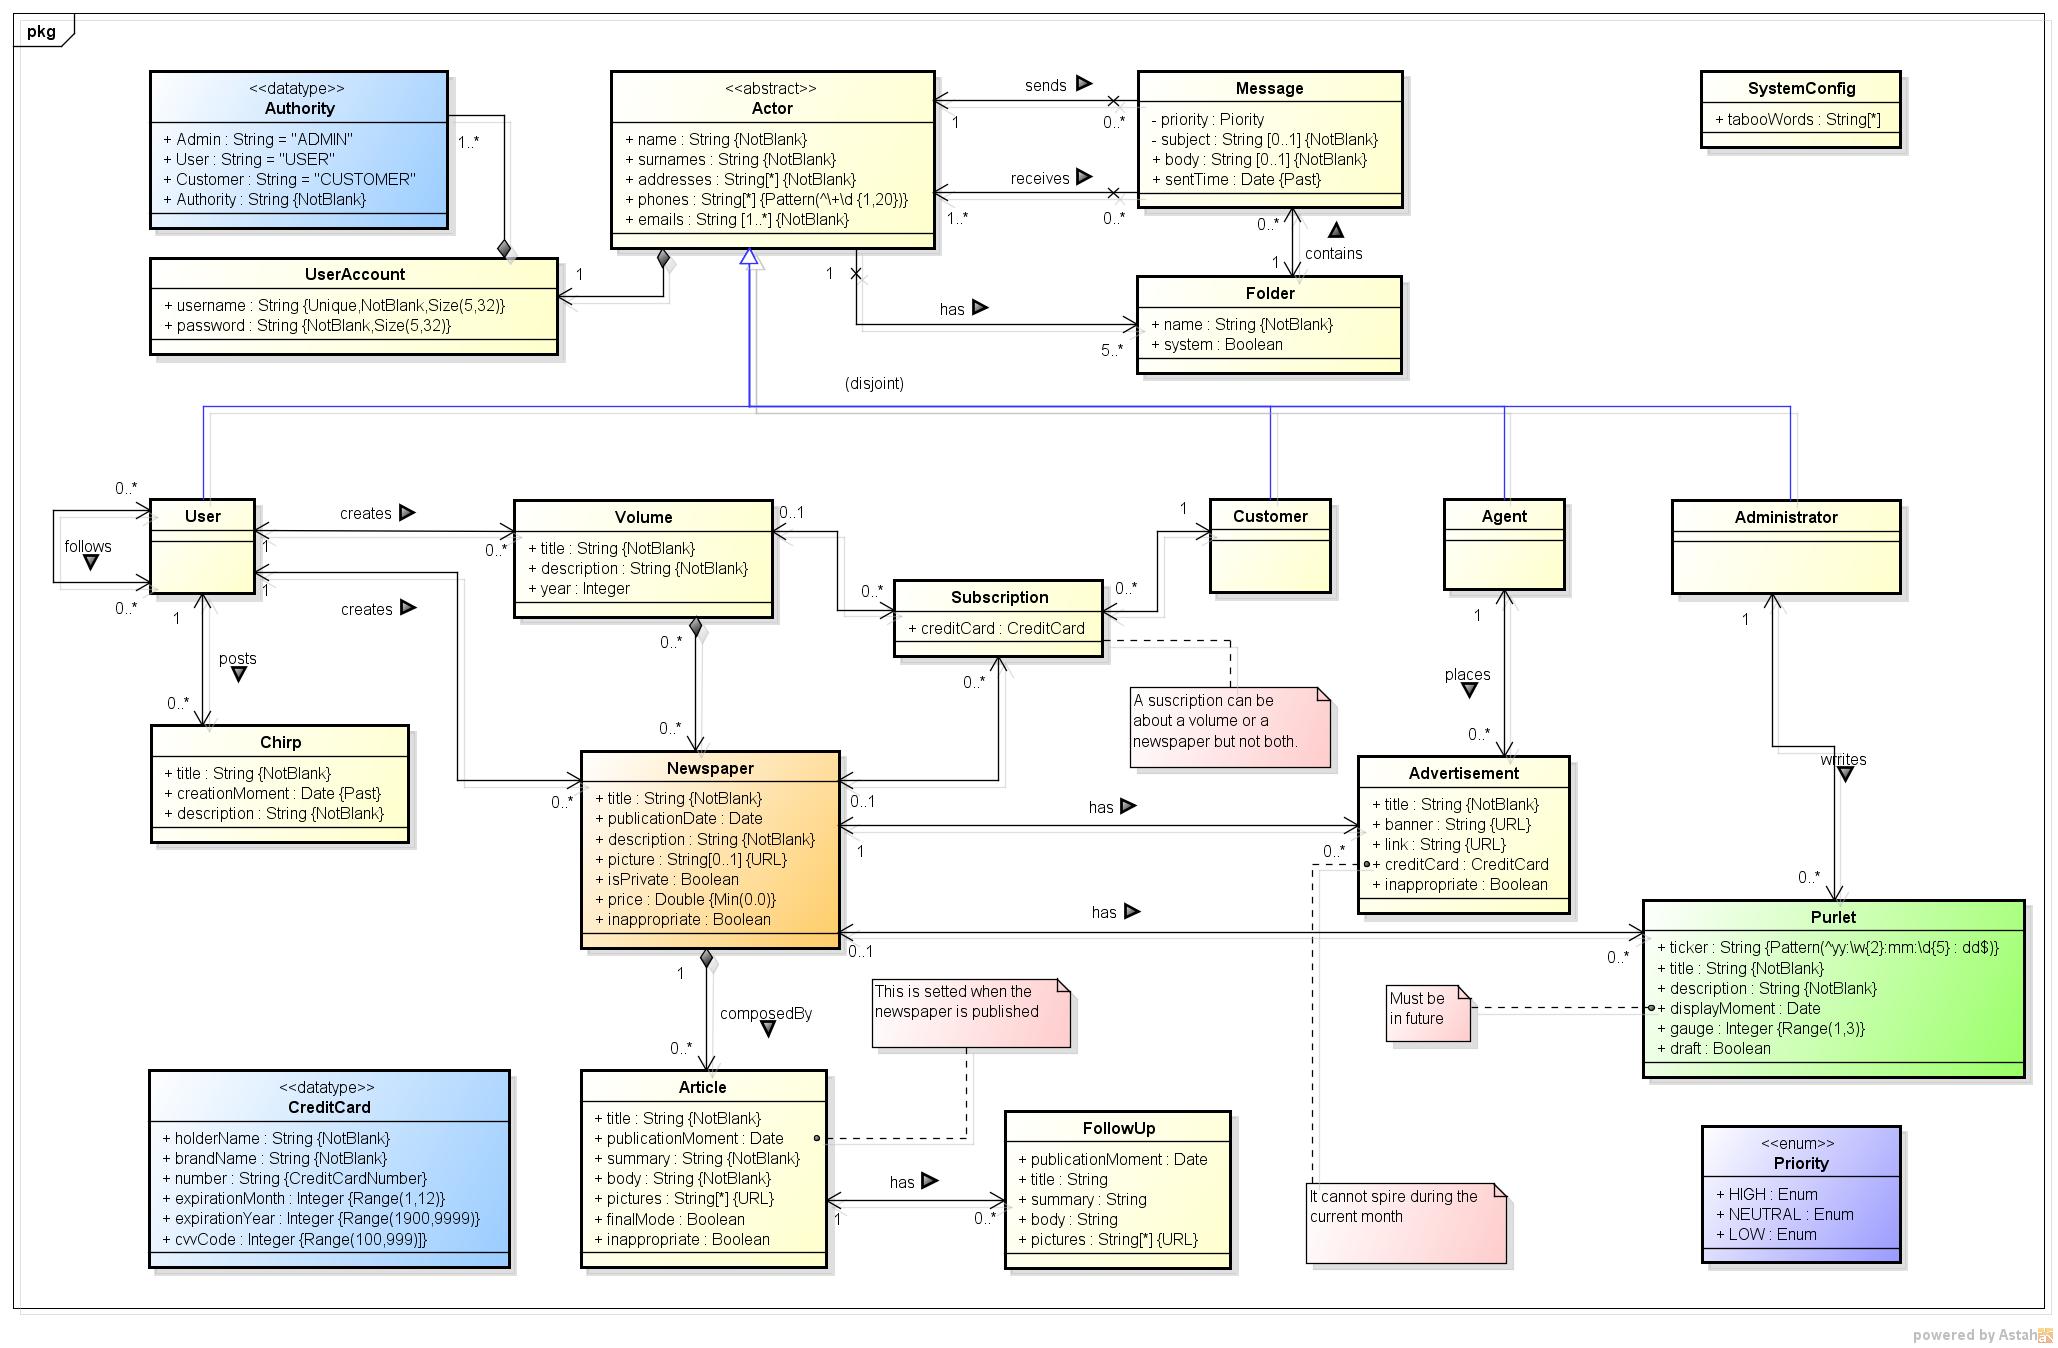 pkg
<<datatype>>
Authority
+ Admin : String = "ADMIN"
+ User : String = "USER"
+ Customer : String = "CUSTOMER"
+ Authority : String {NotBlank}
1..*
<<abstract>>
Actor
+ name : String {NotBlank}
+ surnames : String {NotBlank}
+ addresses : String[*] {NotBlank}
+ phones : String[*] {Pattern(^\+\d {1,20})}
+ emails : String [1..*] {NotBlank}
sends
1
0..*
receives
1..*
0..*
Message
- priority : Piority
- subject : String [0..1] {NotBlank}
+ body : String [0..1] {NotBlank}
+ sentTime : Date {Past}
SystemConfig
+ tabooWords : String[*]
UserAccount
+ username : String {Unique,NotBlank,Size(5,32)}
+ password : String {NotBlank,Size(5,32)}
1
1
has
5..*
0..*
contains
1
Folder
+ name : String {NotBlank}
+ system : Boolean
(disjoint)
0..*
follows
0..*
User
creates
1
0..*
1
creates
0..*
1
posts
0..*
Volume
+ title : String {NotBlank}
+ description : String {NotBlank}
+ year : Integer
0..1
0..*
Subscription
+ creditCard : CreditCard
0..*
1
Customer
Agent
Administrator
0..*
0..*
0..*
0..1
A suscription can be
about a volume or a
newspaper but not both.
1
places
0..*
1
wrrites
0..*
Chirp
+ title : String {NotBlank}
+ creationMoment : Date {Past}
+ description : String {NotBlank}
Newspaper
+ title : String {NotBlank}
+ publicationDate : Date
+ description : String {NotBlank}
+ picture : String[0..1] {URL}
+ isPrivate : Boolean
+ price : Double {Min(0.0)}
+ inappropriate : Boolean
has
1
0..*
Advertisement
+ title : String {NotBlank}
+ banner : String {URL}
+ link : String {URL}
+ creditCard : CreditCard
+ inappropriate : Boolean
has
0..1
0..*
Purlet
+ ticker : String {Pattern(^yy:\w{2}:mm:\d{5} : dd$)}
+ title : String {NotBlank}
+ description : String {NotBlank}
+ displayMoment : Date
+ gauge : Integer {Range(1,3)}
+ draft : Boolean
1
composedBy
0..*
This is setted when the
newspaper is published
Must be
in future
<<datatype>>
CreditCard
+ holderName : String {NotBlank}
+ brandName : String {NotBlank}
+ number : String {CreditCardNumber}
+ expirationMonth : Integer {Range(1,12)}
+ expirationYear : Integer {Range(1900,9999)}
+ cvvCode : Integer {Range(100,999)]}
Article
+ title : String {NotBlank}
+ publicationMoment : Date
+ summary : String {NotBlank}
+ body : String {NotBlank}
+ pictures : String[*] {URL}
+ finalMode : Boolean
+ inappropriate : Boolean
has
1
0..*
FollowUp
+ publicationMoment : Date
+ title : String
+ summary : String
+ body : String
+ pictures : String[*] {URL}
It cannot spire during the
current month
<<enum>>
Priority
+ HIGH : Enum
+ NEUTRAL : Enum
+ LOW : Enum
powered by Astah